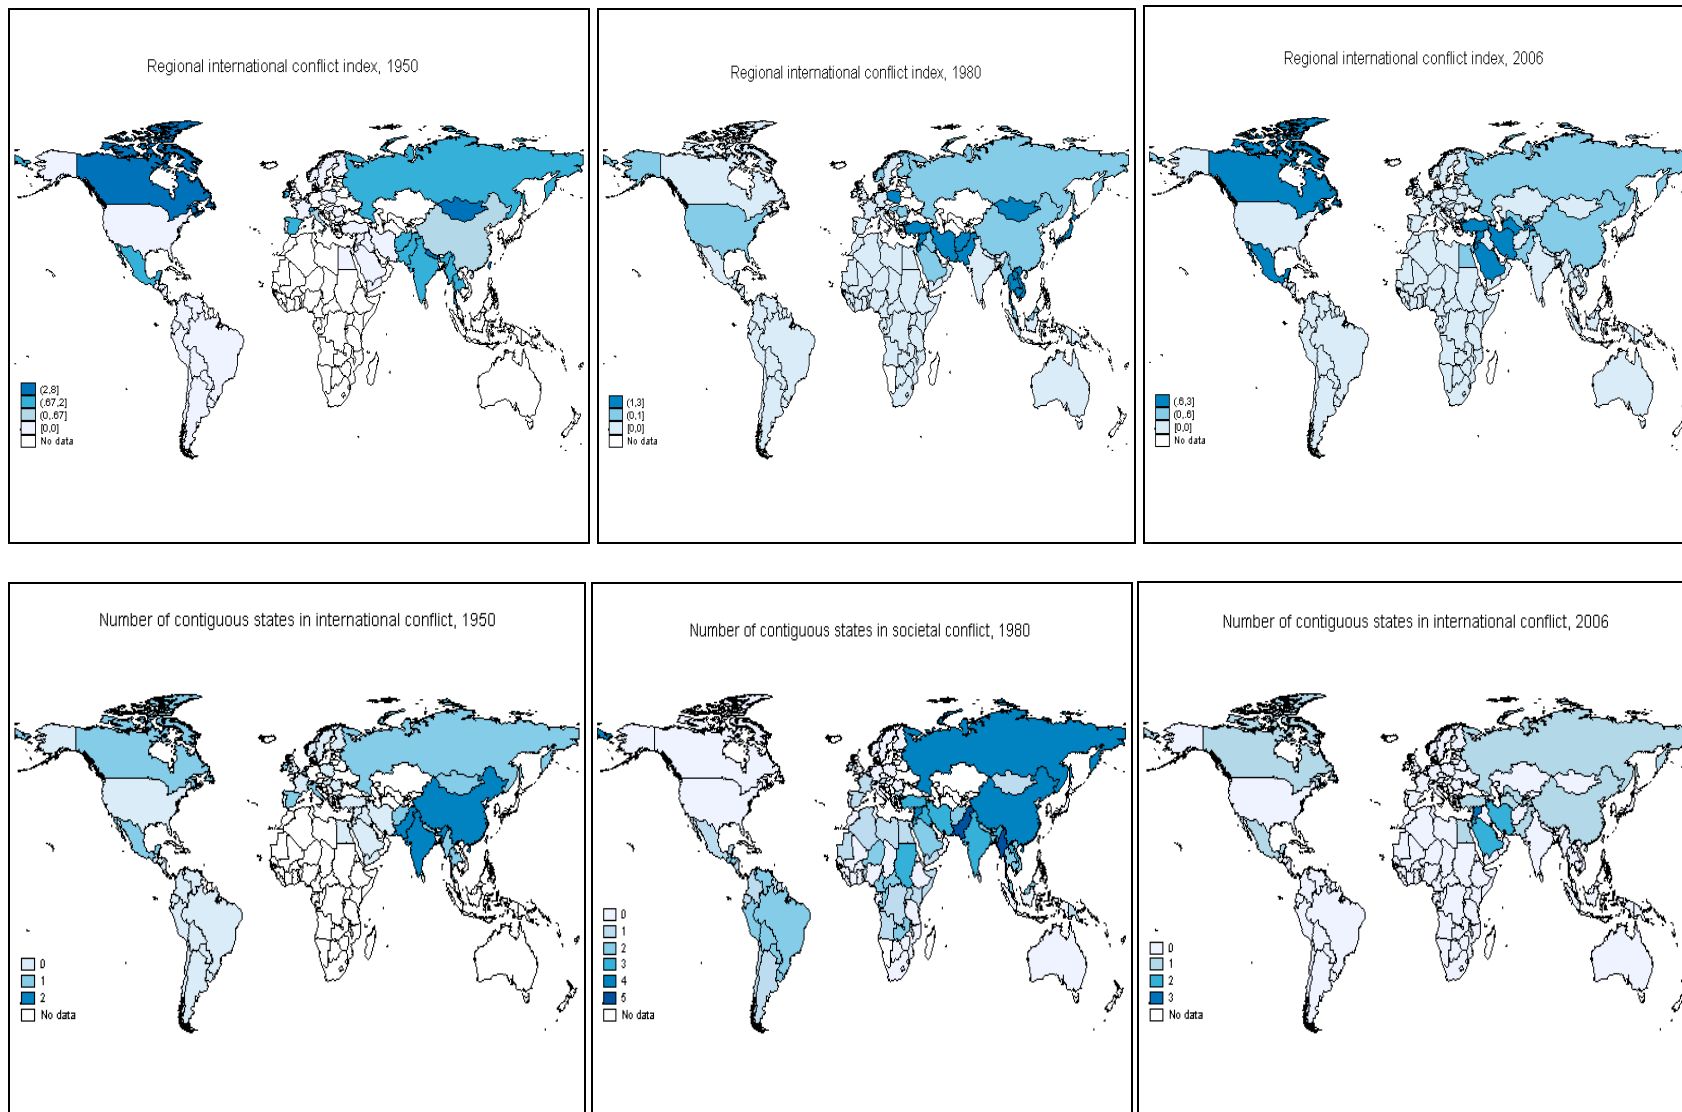 Regional international conflict index, 1950
(2,8]
(.67,2]
(0,.67]
[0,0]
No data
Regional international conflict index, 1980
(1,3]
(0,1]
[0,0]
No data
Regional international conflict index, 2006
(.6,3]
(0,.6]
[0,0]
No data
Number of contiguous states in international conflict, 1950
0
1
2
No data
Number of contiguous states in societal conflict, 1980
0
1
2
3
4
5
No data
Number of contiguous states in international conflict, 2006
0
1
2
3
No data